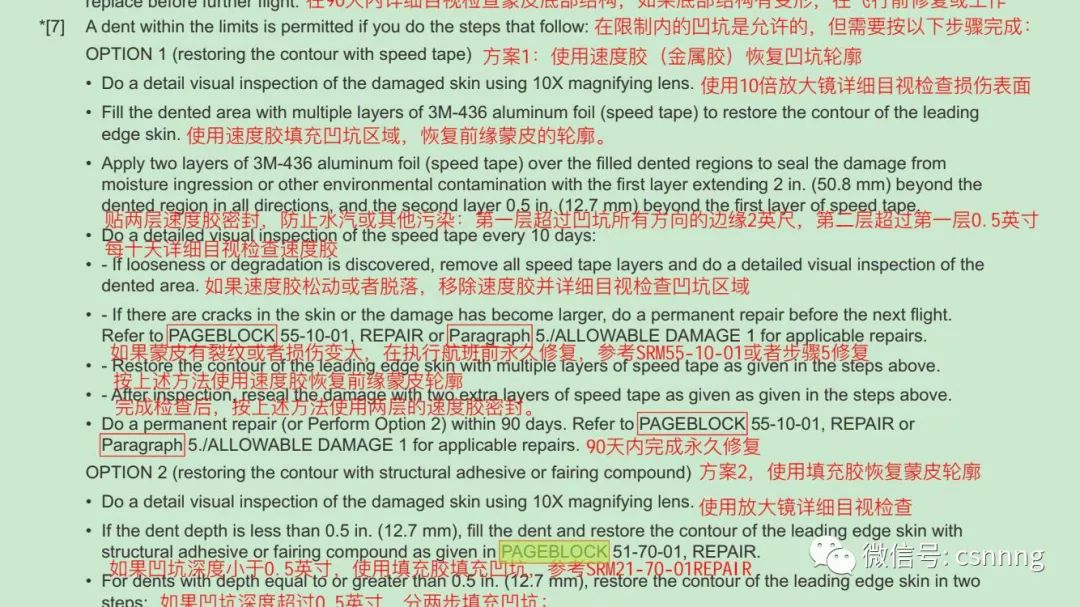 replace before further flight. 在90天内详细目视检查蒙皮底部结构，如果底部结构有变形，在飞行前修复或工作
*[7] A dent within the limits is permitted if you do the steps that follow: 在限制内的凹坑是允许的，但需要按以下步骤完成：
OPTION 1 (restoring the contour with speed tape) 方案1：使用速度胶（金属胶）恢复凹坑轮廓
• Do a detail visual inspection of the damaged skin using 10X magnifying lens. 使用10倍放大镜详细目视检查损伤表面
• Fill the dented area with multiple layers of 3M-436 aluminum foil (speed tape) to restore the contour of the leading
edge skin. 使用速度胶填充凹坑区域，恢复前缘蒙皮的轮廓。
• Apply two layers of 3M-436 aluminum foil (speed tape) over the filled dented regions to seal the damage from
moisture ingression or other environmental contamination with the first layer extending 2 in. (50.8 mm) beyond the
dented region in all directions, and the second layer 0.5 in. (12.7 mm) beyond the first layer of speed tape.
贴两层速度胶密封，防止水汽或其他污染：第一层超过凹坑所有方向的边缘2英尺，第二层超过第一层0.5英寸
• Do a detailed visual inspection of the speed tape every 10 days:
每十天详细目视检查速度胶
• - If looseness or degradation is discovered, remove all speed tape layers and do a detailed visual inspection of the
dented area. 如果速度胶松动或者脱落，移除速度胶并详细目视检查凹坑区域
• - If there are cracks in the skin or the damage has become larger, do a permanent repair before the next flight.
Refer to PAGEBLOCK 55-10-01, REPAIR or Paragraph 5./ALLOWABLE DAMAGE 1 for applicable repairs.
如果蒙皮有裂纹或者损伤变大，在执行航班前永久修复，参考SRM55-10-01或者步骤5修复
• - Restore the contour of the leading edge skin with multiple layers of speed tape as given in the steps above.
按上述方法使用速度胶恢复前缘蒙皮轮廓
• - After inspection, reseal the damage with two extra layers of speed tape as given as given in the steps above.
完成检查后，按上述方法使用两层的速度胶密封。
• Do a permanent repair (or Perform Option 2) within 90 days. Refer to PAGEBLOCK 55-10-01, REPAIR or
Paragraph 5./ALLOWABLE DAMAGE 1 for applicable repairs. 90天内完成永久修复
OPTION 2 (restoring the contour with structural adhesive or fairing compound) 方案2，使用填充胶恢复蒙皮轮廓
• Do a detail visual inspection of the damaged skin using 10X magnifying lens. 使用放大镜详细目视检查
• If the dent depth is less than 0.5 in. (12.7 mm), fill the dent and restore the contour of the leading edge skin with
structural adhesive or fairing compound as given in PAGEBLOCK 51-70-01, REPAIR.
如果凹坑深度小于0.5英寸，使用填充胶填充凹坑，参考SRM21-70-01REPAIR
微信号: csnnng
• For dents with depth equal to or greater than 0.5 in. (12.7 mm), restore the contour of the leading edge skin in two
steps: 如果凹坑深度超过0.5英寸，分两步填充凹坑：